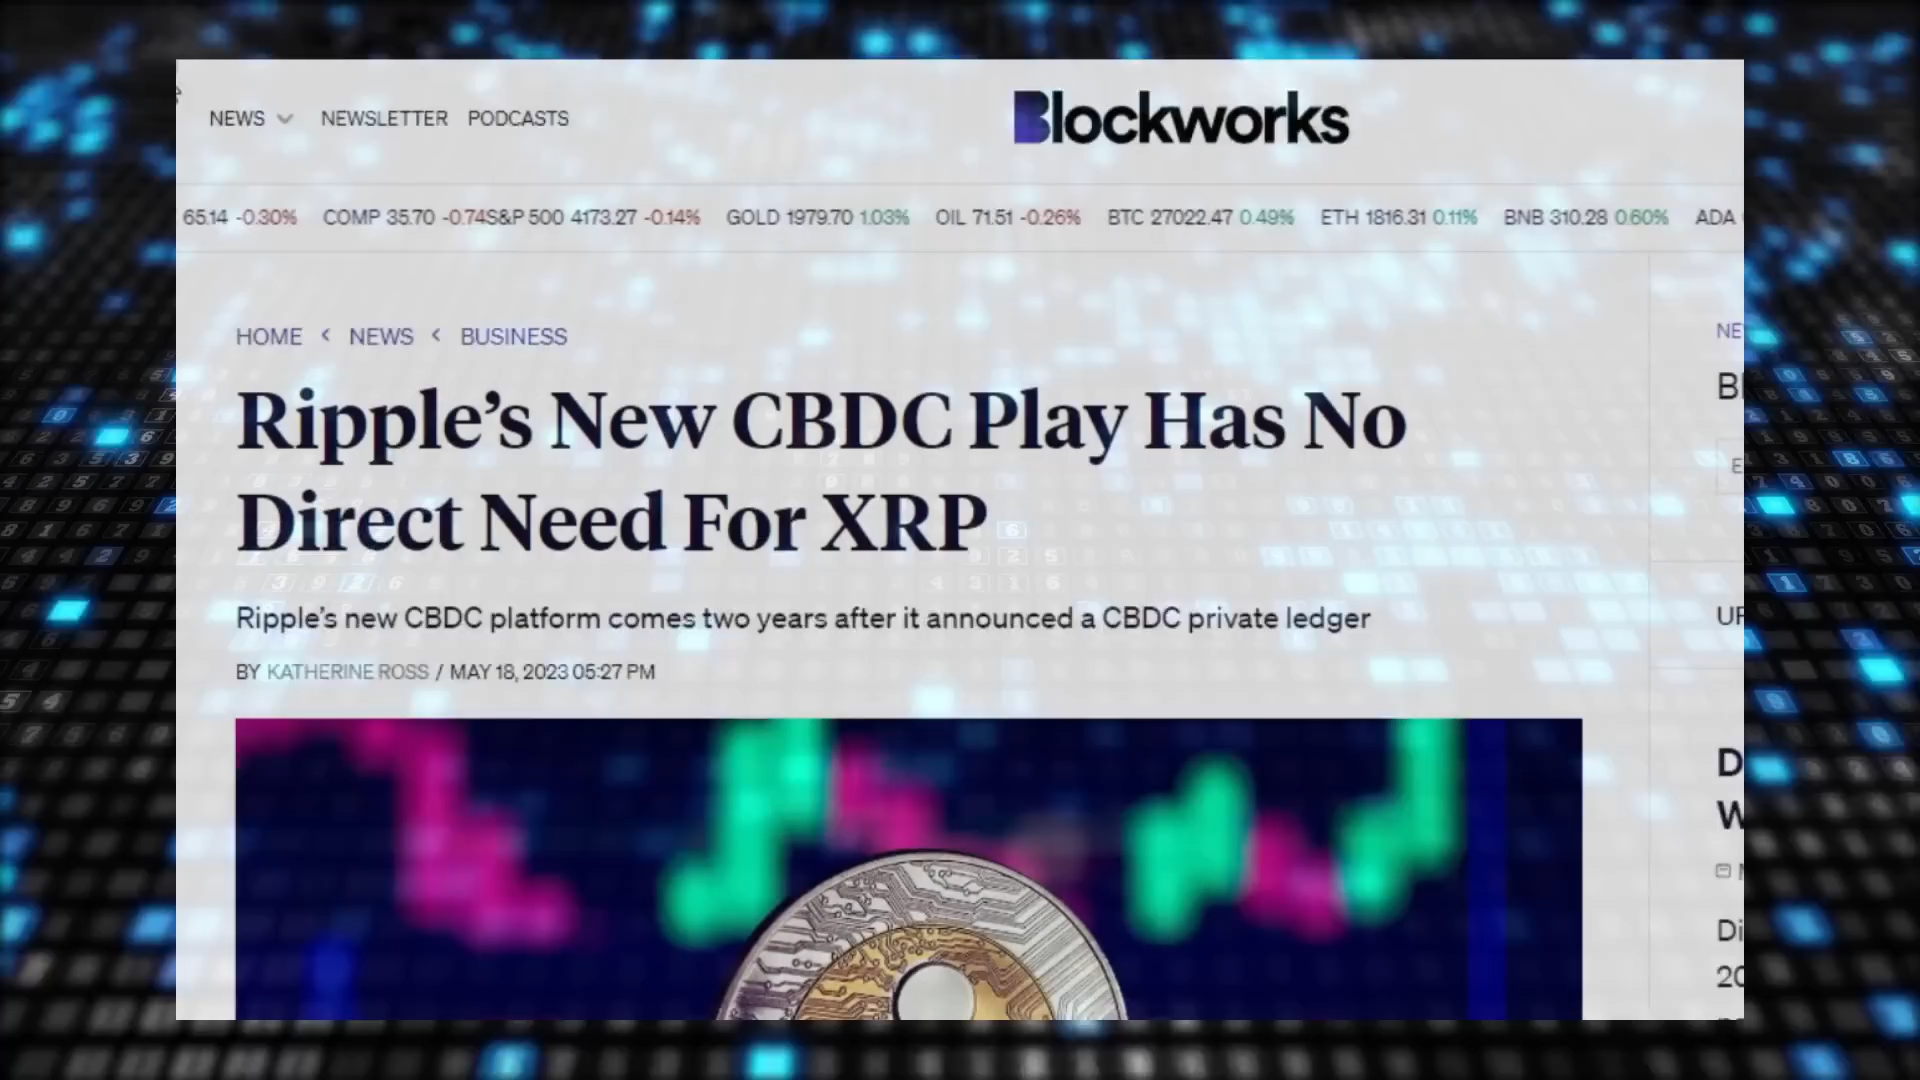 NEWS NEWSLETTER PODCASTS
Blockworks
65.14 -0.30% COMP 35.70 -0.74S&P 500 4173.27 -0.14% GOLD 1979.70 1.03% OIL 71.51 -0.26% BTC 27022.47 0.49% ETH 1816.31 0.11% BNB 310.28 0.60% ADA
HOME < NEWS < BUSINESS
Ripple's New CBDC Play Has No
Direct Need For XRP
Ripple's new CBDC platform comes two years after it announced a CBDC private ledger
BY KATHERINE ROSS / MAY 18, 2023 05:27 PM